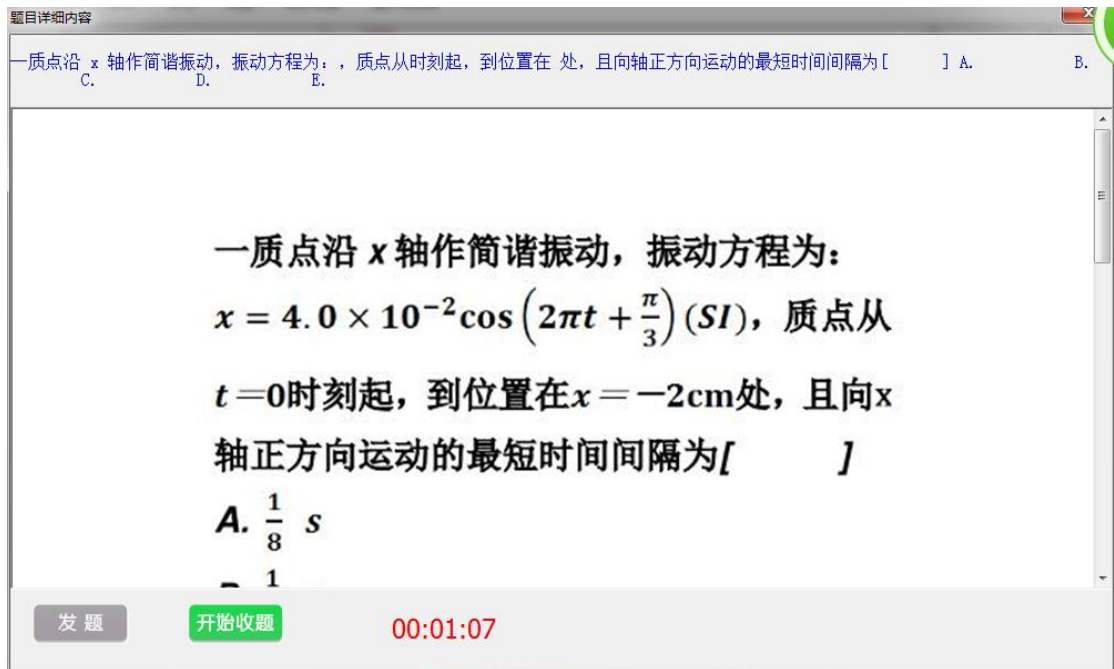 题目详细内容
一质点沿 x 轴作简谐振动，振动方程为：，质点从时刻起，到位置在 处，且向轴正方向运动的最短时间间隔为[ ] A. B.
C. D. E.
一质点沿 x 轴作简谐振动，振动方程为：
x = 4.0 × 10⁻²cos(2πt + π/3)(SI)，质点从
t=0时刻起，到位置在x=−2cm处，且向x
轴正方向运动的最短时间间隔为[ ]
A. 1/8 s
1
发 题 开始收题 00:01:07